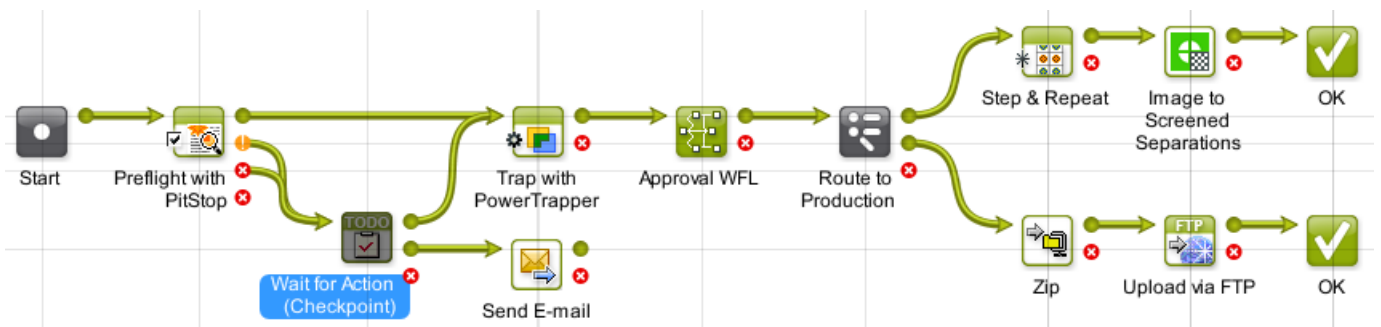 Start
Preflight with
PitStop
TODO
Wait for Action
(Checkpoint)
Trap with
PowerTrapper
Send E-mail
Approval WFL
Route to
Production
Step & Repeat
Image to
Screened
Separations
OK
Zip
FTP
Upload via FTP
OK